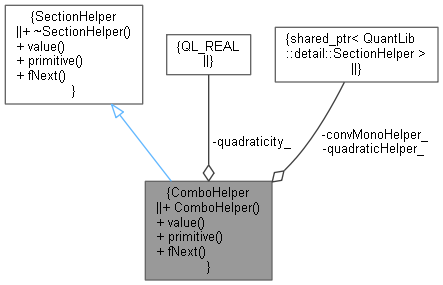 {SectionHelper
||+ ~SectionHelper()
+ value()
+ primitive()
+ fNext()
}
{QL_REAL
||}
{shared_ptr< QuantLib
::detail::SectionHelper >
||}
-quadraticity_
-convMonoHelper_
-quadraticHelper_
{ComboHelper
||+ ComboHelper()
+ value()
+ primitive()
+ fNext()
}